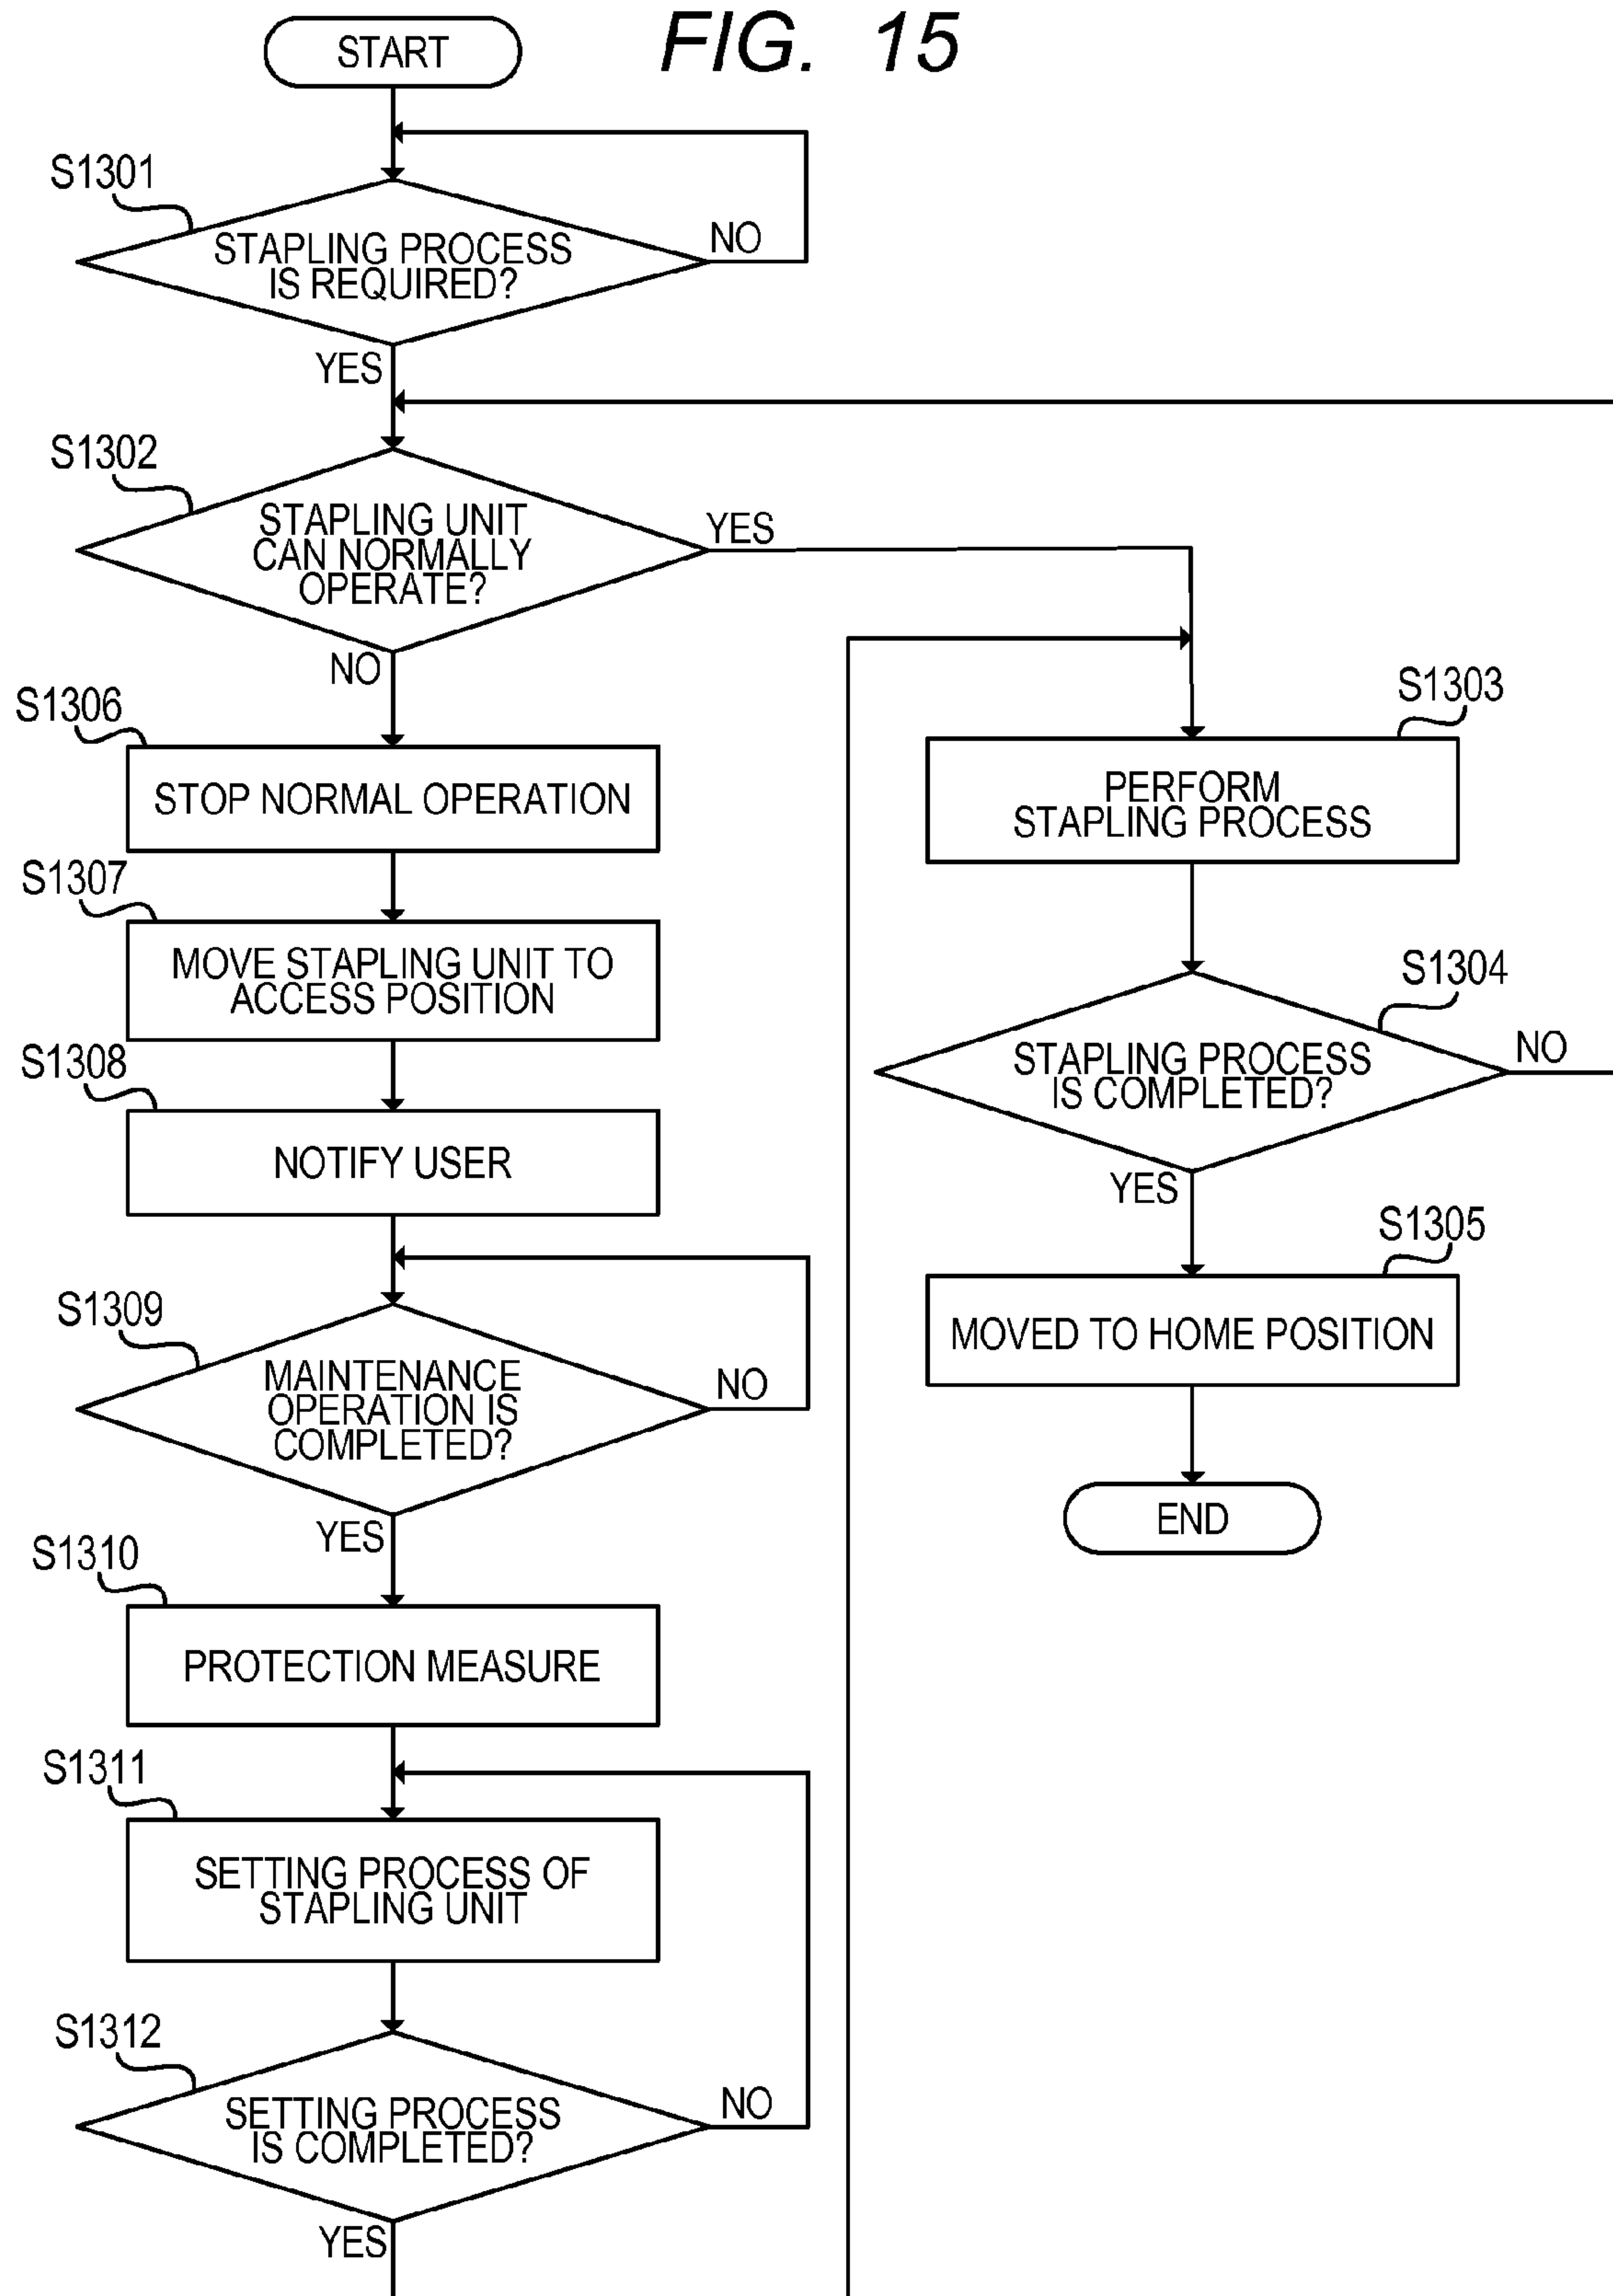 FIG. 15
START
S1301
STAPLING PROCESS
IS REQUIRED?
NO
YES
S1302
STAPLING UNIT
CAN NORMALLY
OPERATE?
YES
NO
S1306
STOP NORMAL OPERATION
S1307
MOVE STAPLING UNIT TO
ACCESS POSITION
S1308
NOTIFY USER
S1309
MAINTENANCE
OPERATION IS
COMPLETED?
NO
YES
S1310
PROTECTION MEASURE
S1311
SETTING PROCESS OF
STAPLING UNIT
S1312
SETTING PROCESS
IS COMPLETED?
NO
YES
S1303
PERFORM
STAPLING PROCESS
S1304
STAPLING PROCESS
IS COMPLETED?
NO
YES
S1305
MOVED TO HOME POSITION
END